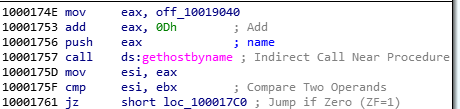 1000174E mov     eax, off_10019040
10001753 add     eax, 0Dh        ; Add
10001756 push    eax             ; name
10001757 call    ds:gethostbyname ; Indirect Call Near Procedure
1000175D mov     esi, eax
1000175F cmp     esi, ebx        ; Compare Two Operands
10001761 jz      short loc_100017C0 ; Jump if Zero (ZF=1)